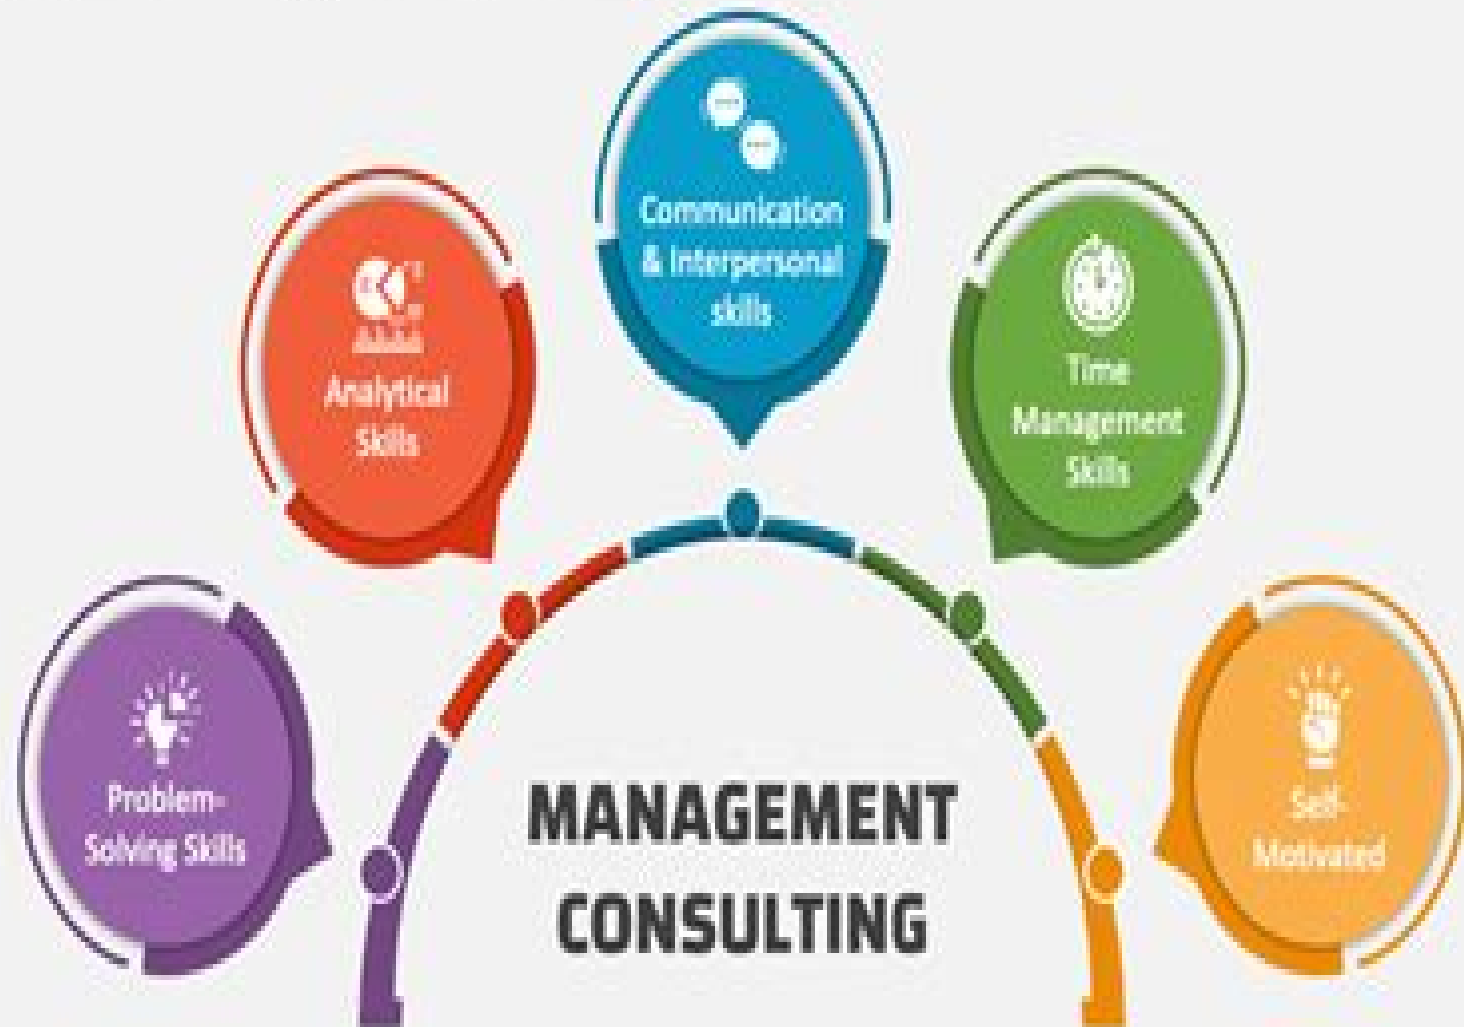 Communication
& Interpersonal
skills
Analytical
Skills
Time
Management
Skills
Problem-
Solving Skills
Self-
Motivated
MANAGEMENT
CONSULTING